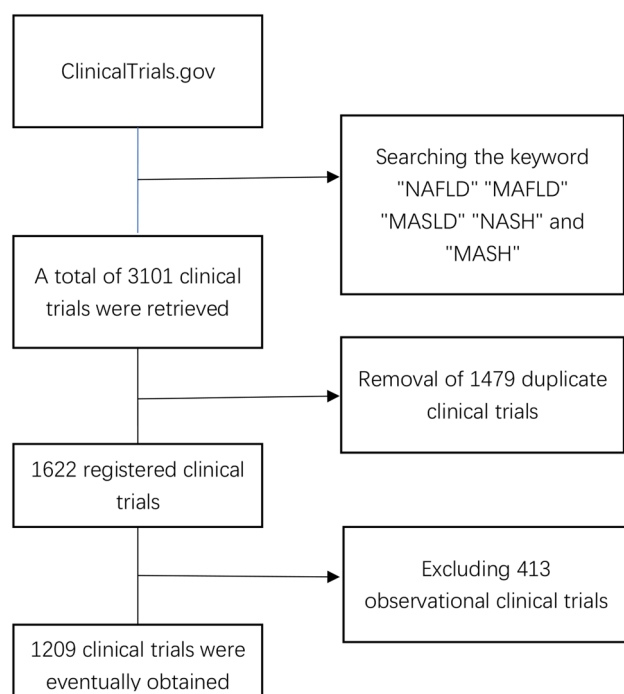 ClinicalTrials.gov
Searching the keyword
"NAFLD" "MAFLD"
"MASLD" "NASH" and
"MASH"
A total of 3101 clinical
trials were retrieved
Removal of 1479 duplicate
clinical trials
1622 registered clinical
trials
Excluding 413
observational clinical trials
1209 clinical trials were
eventually obtained